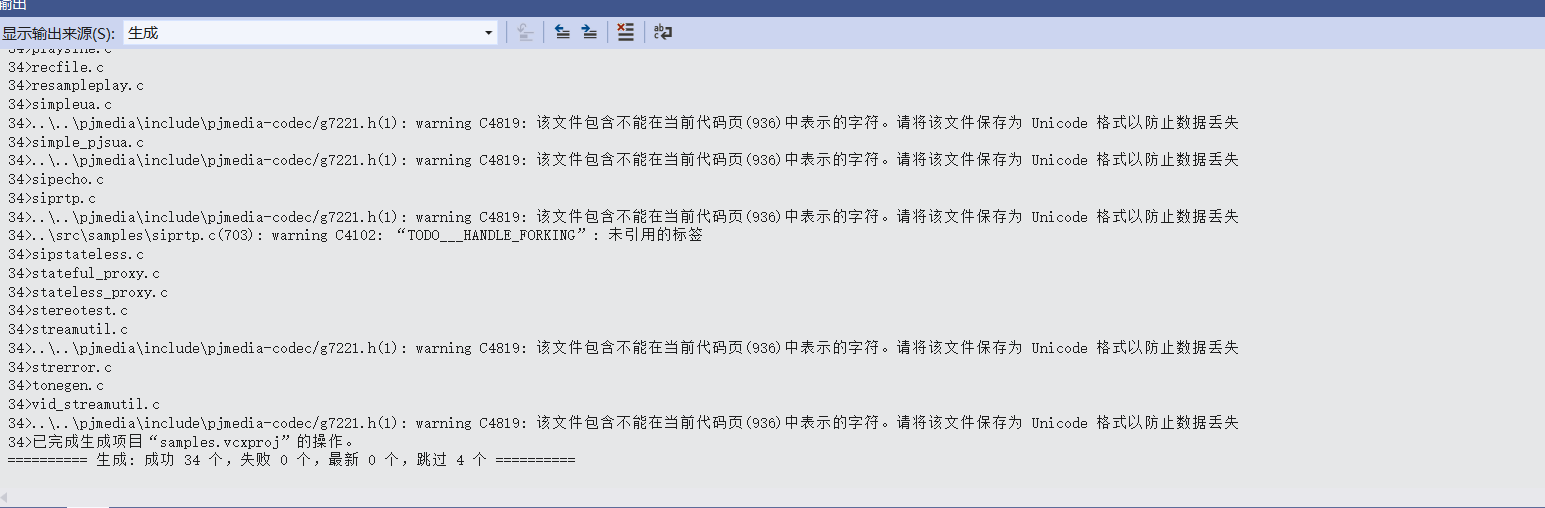 输出
显示输出来源(S): 生成
34>playsine.c
34>recfile.c
34>resampleplay.c
34>simpleua.c
34>..\..\pjmedia\include\pjmedia-codec/g7221.h(1): warning C4819: 该文件包含不能在当前代码页(936)中表示的字符。请将该文件保存为 Unicode 格式以防止数据丢失
34>simple_pjsua.c
34>..\..\pjmedia\include\pjmedia-codec/g7221.h(1): warning C4819: 该文件包含不能在当前代码页(936)中表示的字符。请将该文件保存为 Unicode 格式以防止数据丢失
34>sipecho.c
34>siprtp.c
34>..\..\pjmedia\include\pjmedia-codec/g7221.h(1): warning C4819: 该文件包含不能在当前代码页(936)中表示的字符。请将该文件保存为 Unicode 格式以防止数据丢失
34>..\src\samples\siprtp.c(703): warning C4102: “TODO___HANDLE_FORKING”: 未引用的标签
34>sipstateless.c
34>stateful_proxy.c
34>stateless_proxy.c
34>stereotest.c
34>streamutil.c
34>..\..\pjmedia\include\pjmedia-codec/g7221.h(1): warning C4819: 该文件包含不能在当前代码页(936)中表示的字符。请将该文件保存为 Unicode 格式以防止数据丢失
34>strerror.c
34>tonegen.c
34>vid_streamutil.c
34>..\..\pjmedia\include\pjmedia-codec/g7221.h(1): warning C4819: 该文件包含不能在当前代码页(936)中表示的字符。请将该文件保存为 Unicode 格式以防止数据丢失
34>已完成生成项目“samples.vcxproj”的操作。
========== 生成: 成功 34 个，失败 0 个，最新 0 个，跳过 4 个 ==========